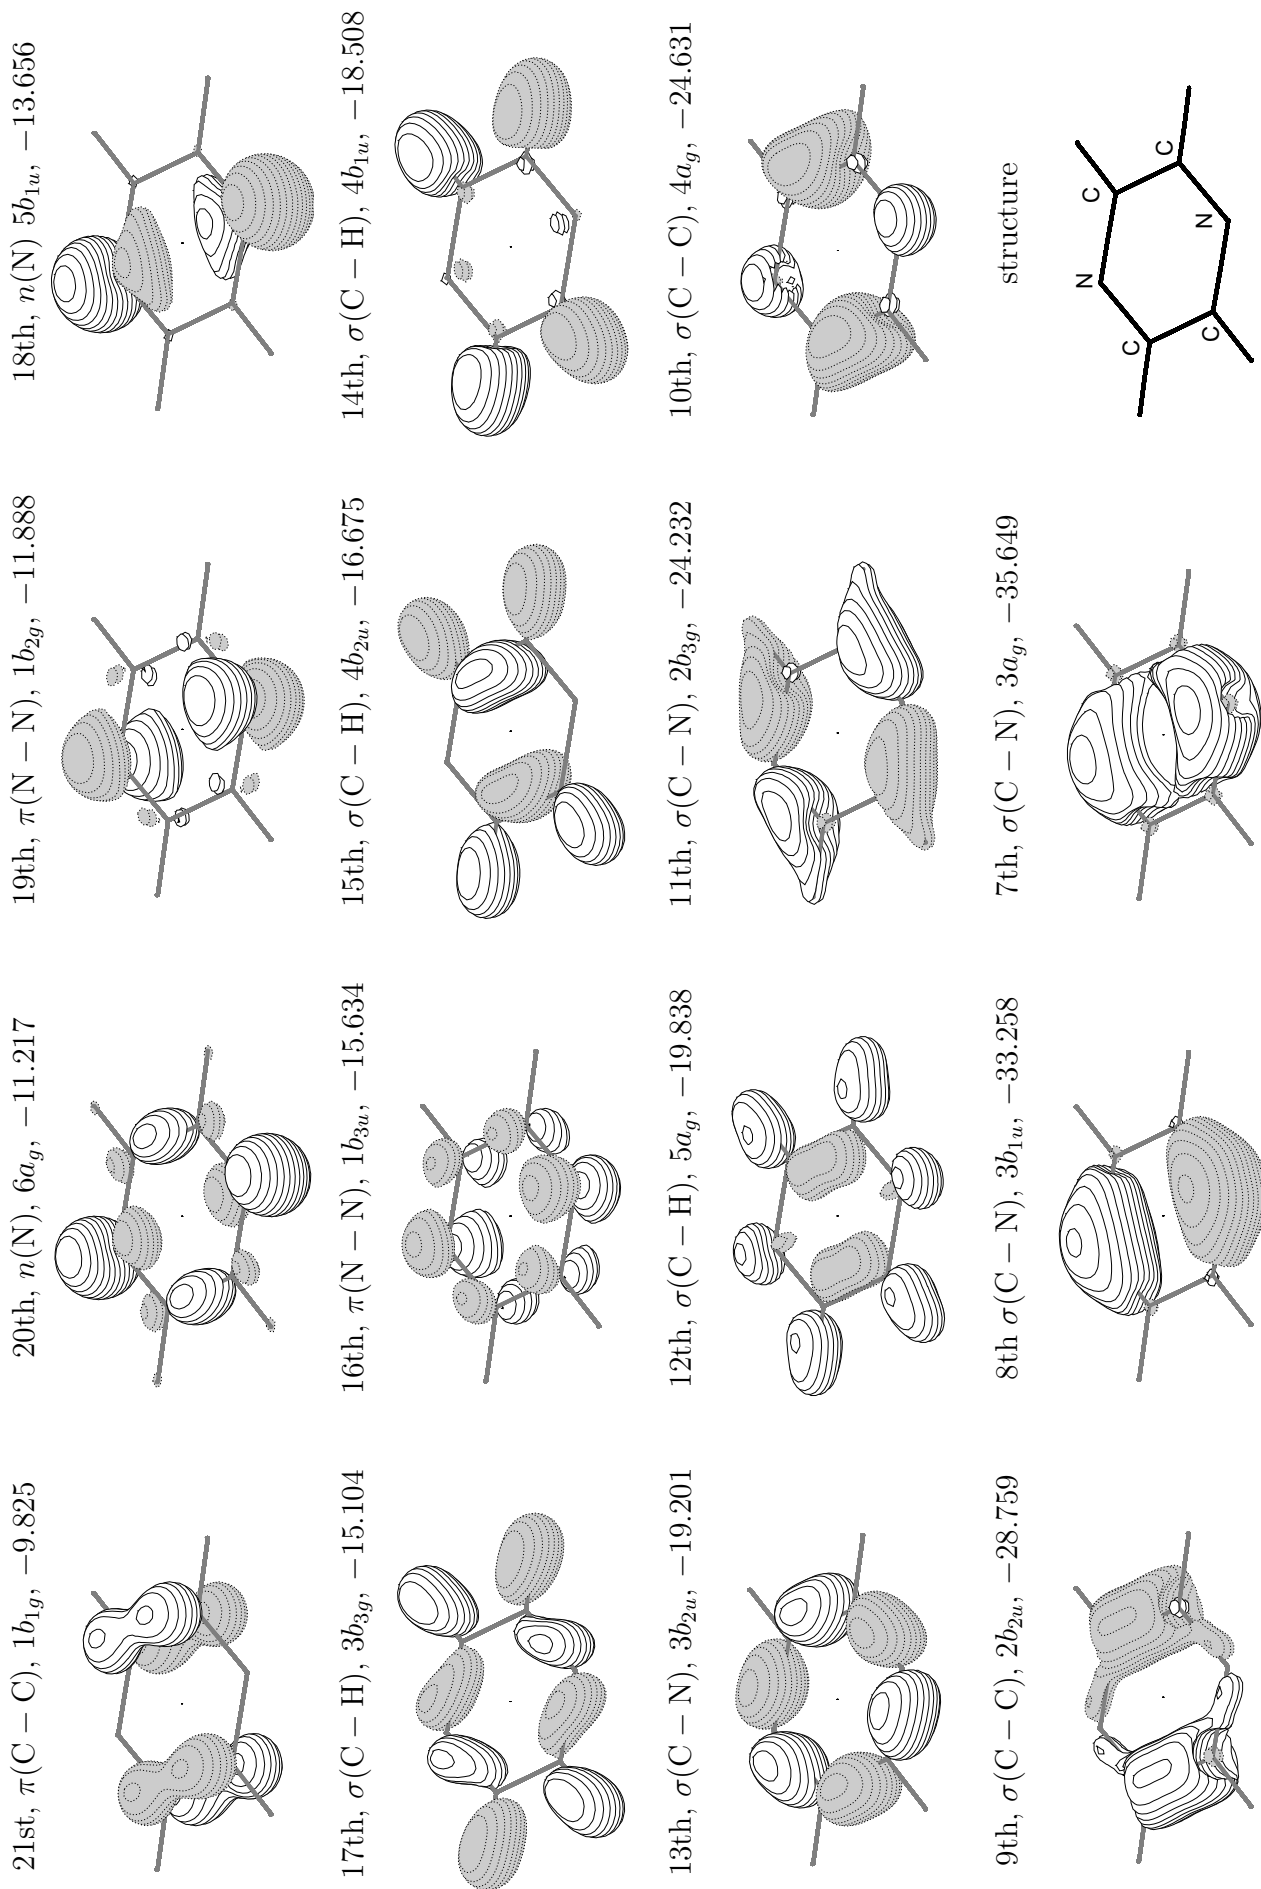 21st, π(C − C), 1b1g, −9.825
20th, n(N), 6ag, −11.217
19th, π(N − N), 1b2g, −11.888
18th, n(N) 5b1u, −13.656
17th, σ(C − H), 3b3g, −15.104
16th, π(N − N), 1b3u, −15.634
15th, σ(C − H), 4b2u, −16.675
14th, σ(C − H), 4b1u, −18.508
13th, σ(C − N), 3b2u, −19.201
12th, σ(C − H), 5ag, −19.838
11th, σ(C − N), 2b3g, −24.232
10th, σ(C − C), 4ag, −24.631
9th, σ(C − C), 2b2u, −28.759
8th σ(C − N), 3b1u, −33.258
7th, σ(C − N), 3ag, −35.649
structure
C
N
C
C
N
C